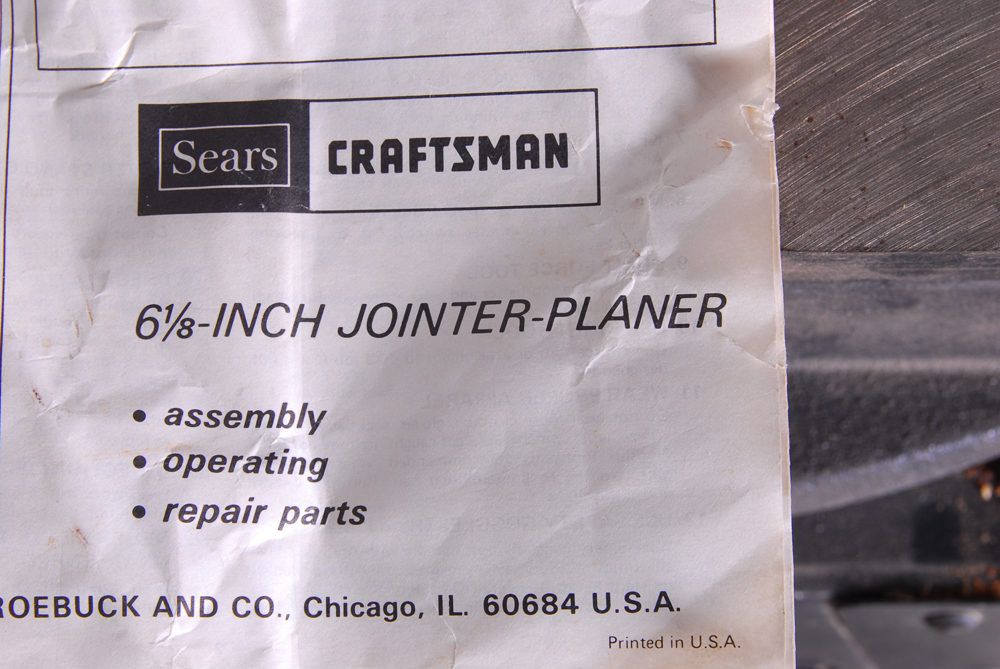 Sears CRAFTSMAN
6⅛-INCH JOINTER-PLANER
• assembly
• operating
• repair parts
ROEBUCK AND CO., Chicago, IL. 60684 U.S.A.
Printed in U.S.A.